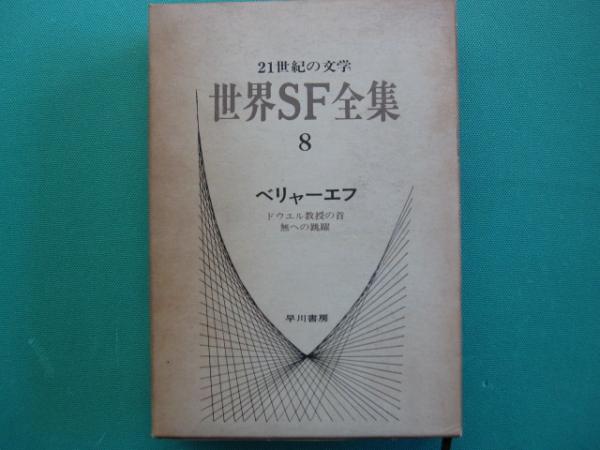 21世紀の文学
世界SF全集
8
ベリャーエフ
ドウエル教授の首
無への跳躍
早川書房